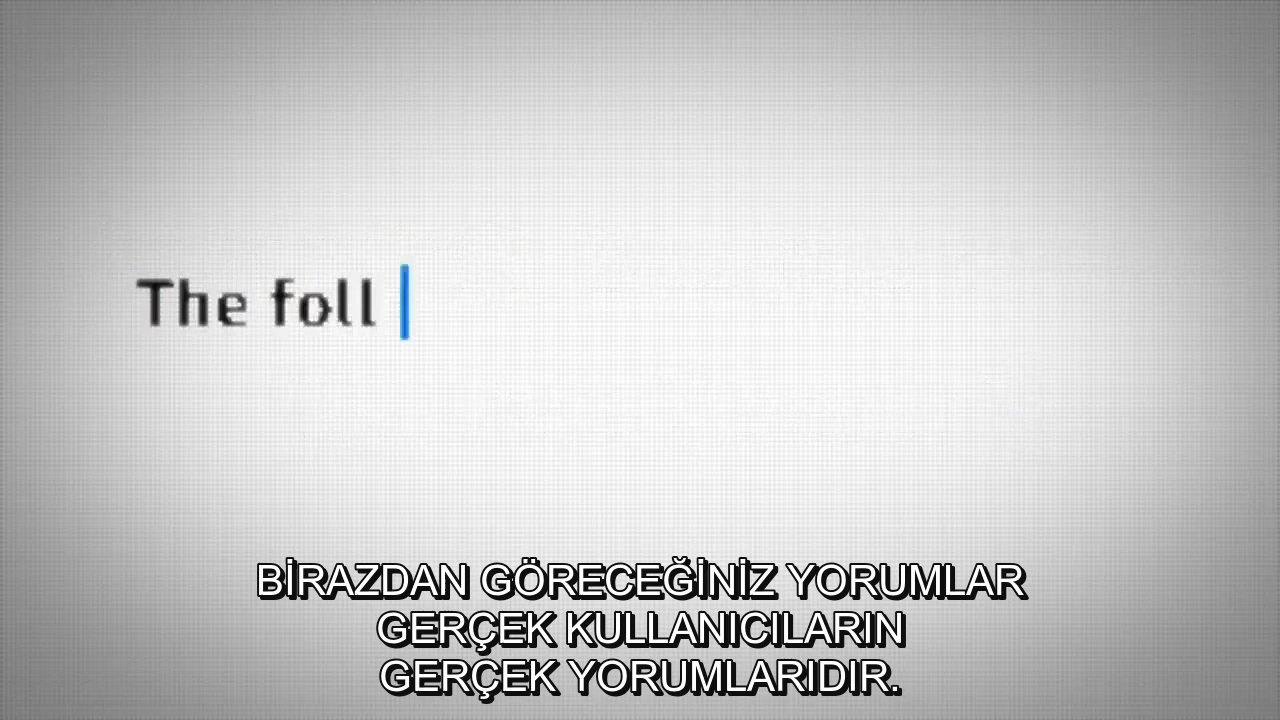 The foll
BİRAZDAN GÖRECEĞİNİZ YORUMLAR
GERÇEK KULLANICILARIN
GERÇEK YORUMLARIDIR.